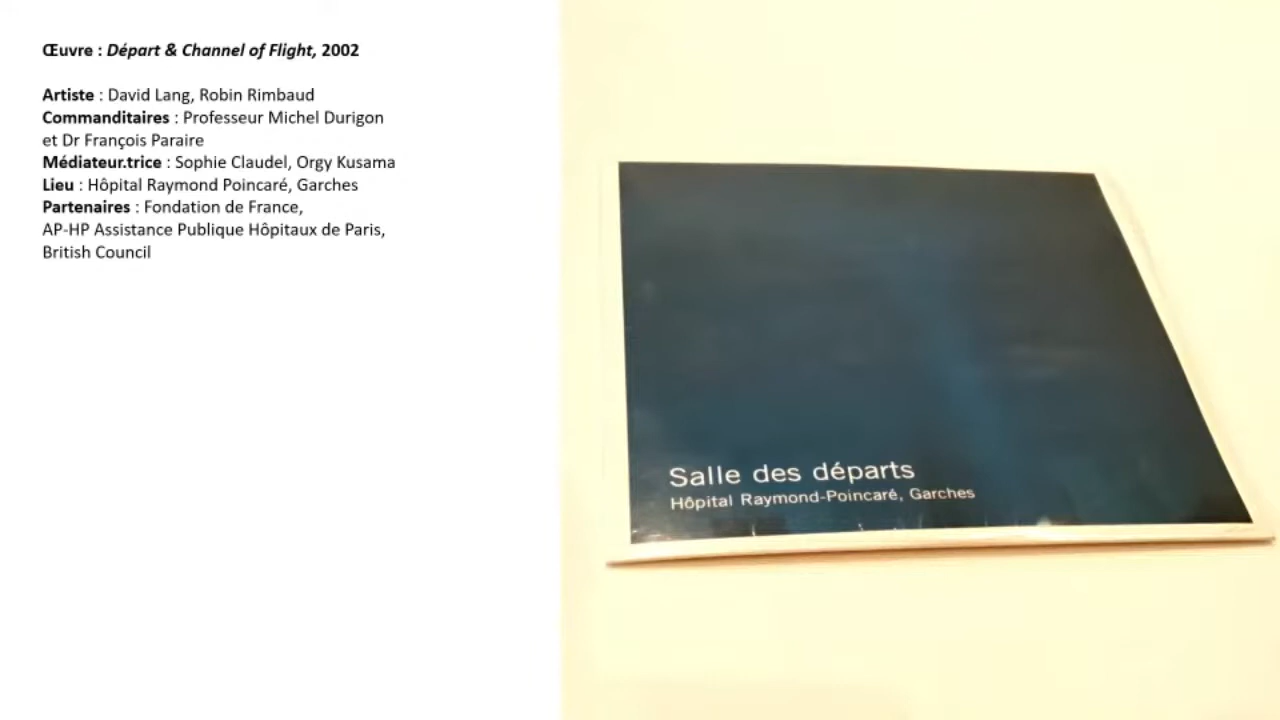 Œuvre : Départ & Channel of Flight, 2002
Artiste : David Lang, Robin Rimbaud
Commanditaires : Professeur Michel Durigon
et Dr François Paraire
Médiateur.trice : Sophie Claudel, Orgy Kusama
Lieu : Hôpital Raymond Poincaré, Garches
Partenaires : Fondation de France,
AP-HP Assistance Publique Hôpitaux de Paris,
British Council
Salle des départs
Hôpital Raymond-Poincaré, Garches